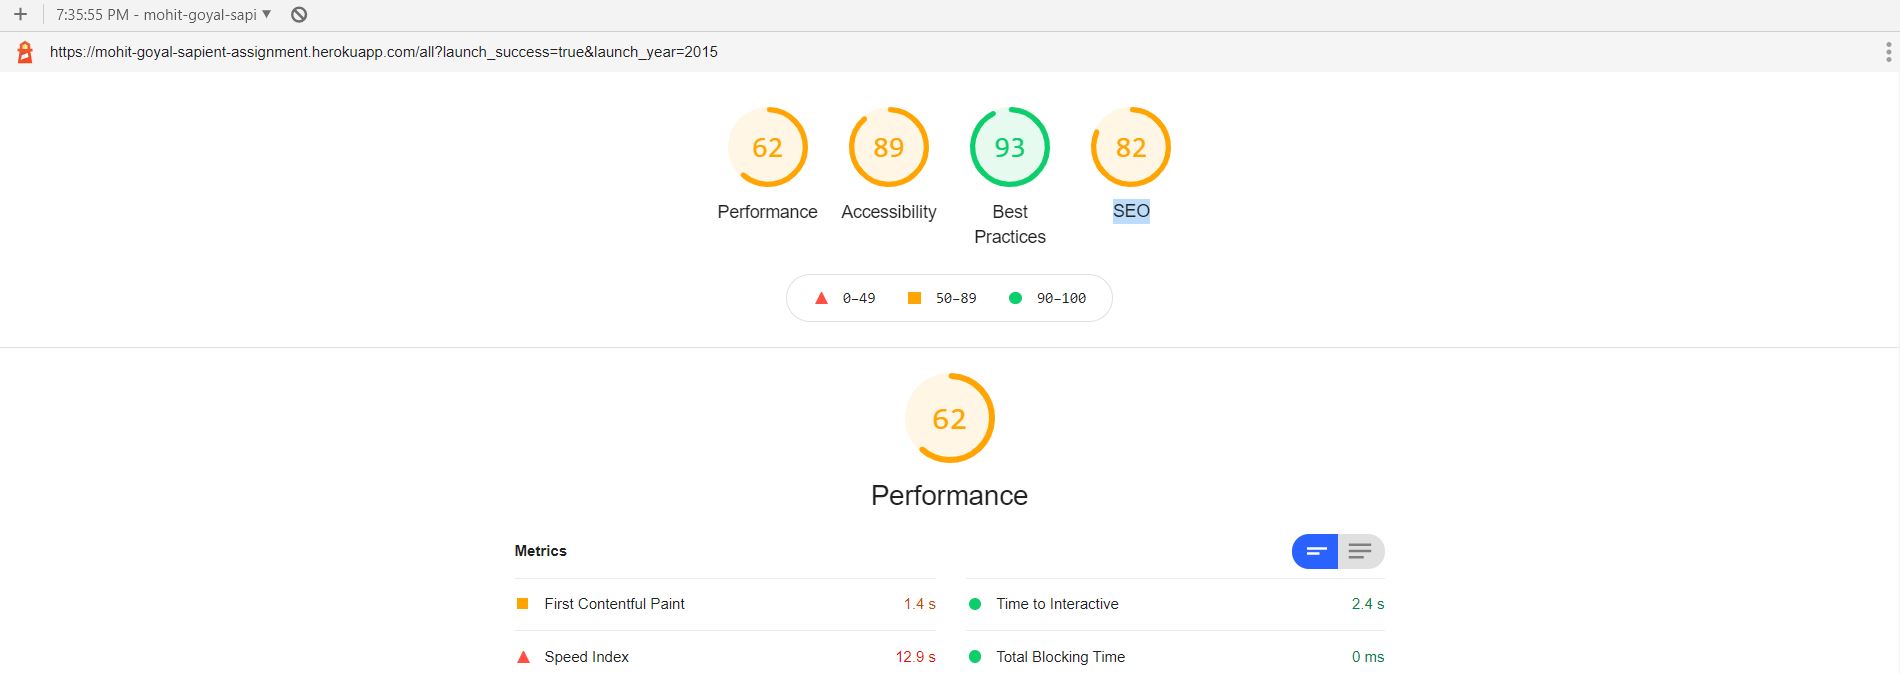 7:35:55 PM - mohit-goyal-sapi
https://mohit-goyal-sapient-assignment.herokuapp.com/all?launch_success=true&launch_year=2015
62 89 93 82
Performance Accessibility Best Practices SEO
0–49 50–89 90–100
62
Performance
Metrics
First Contentful Paint 1.4 s Time to Interactive 2.4 s
Speed Index 12.9 s Total Blocking Time 0 ms